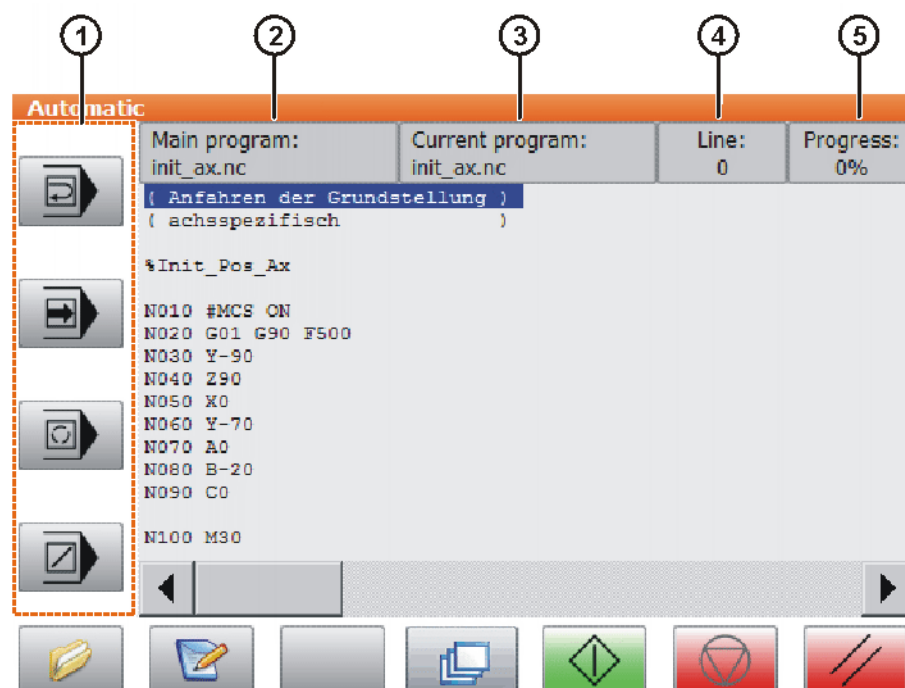 1 2 3 4 5
Automatic
Main program: Current program: Line: Progress:
init_ax.nc init_ax.nc 0 0%
( Anfahren der Grundstellung )
( achsspezifisch )
%Init_Pos_Ax
N010 #MCS ON
N020 G01 G90 F500
N030 Y-90
N040 Z90
N050 X0
N060 Y-70
N070 A0
N080 B-20
N090 C0
N100 M30